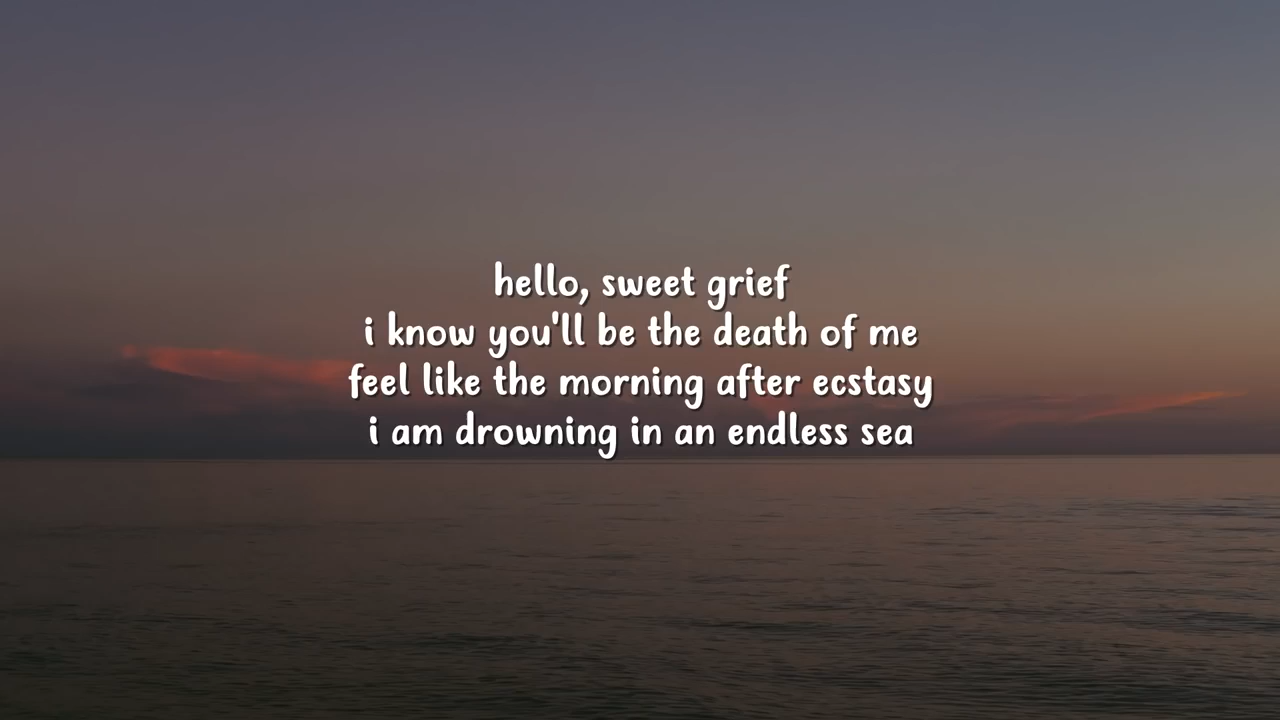 hello, sweet grief
i know you'll be the death of me
feel like the morning after ecstasy
i am drowning in an endless sea